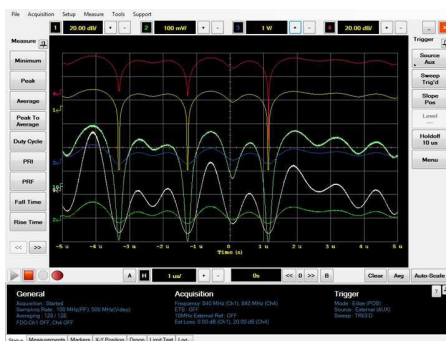 File Acquisition Setup Measure Tools Support
1 20.00 dB/ + - 2 100 mW/ + - 3 1 W/ + - 4 20.00 dB/ + -
Measure
Minimum
Peak
Average
Peak To
Average
Duty Cycle
PRI
PRF
Fall Time
Rise Time
<< >>
Trigger
Source
Aux
Sweep
Trig'd
Slope
Pos
Level
Holdoff
10 us
Menu
-5 u -4 u -3 u -2 u -1 u 0 u 1 u 2 u 3 u 4 u 5 u
Time (s)
A H 1 us/ + - 0s << 0 >> B Clear Avg Auto-Scale
General
Acquisition: Started
Sampling Rate: 100 MHz(RF), 500 MHz(Video)
Averaging: 128 / 128
FDO Ch1 OFF, Ch4 OFF
Acquisition
Frequency: 840 MHz (Ch1), 840 MHz (Ch4)
ETS: OFF
10MHz External Ref: OFF
Ext Loss: 0.00 dB (Ch1), 20.00 dB (Ch4)
Trigger
Mode: Edge (POS)
Source: External (AUX)
Sweep: TRIG'D
?
Status Measurements Markers X-Y Position Droop Limit Test Log